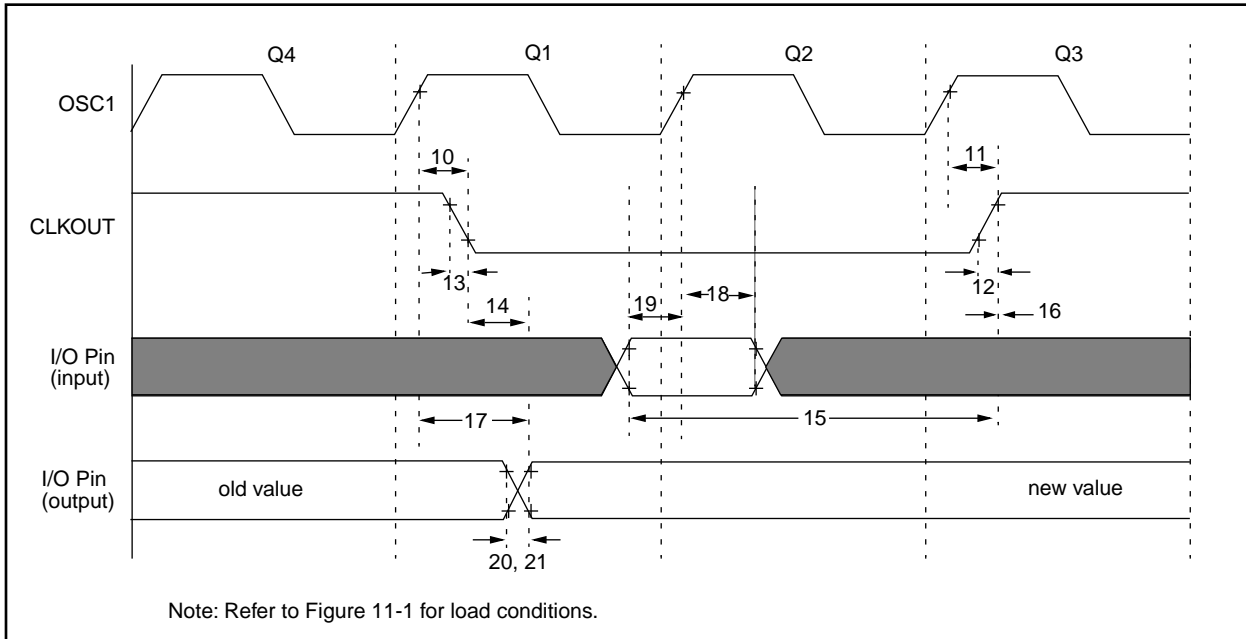 Q4 Q1 Q2 Q3
OSC1
10 11
CLKOUT
13 12
19 18
14 16
I/O Pin
(input)
17 15
I/O Pin
(output)
old value new value
20, 21
Note: Refer to Figure 11-1 for load conditions.